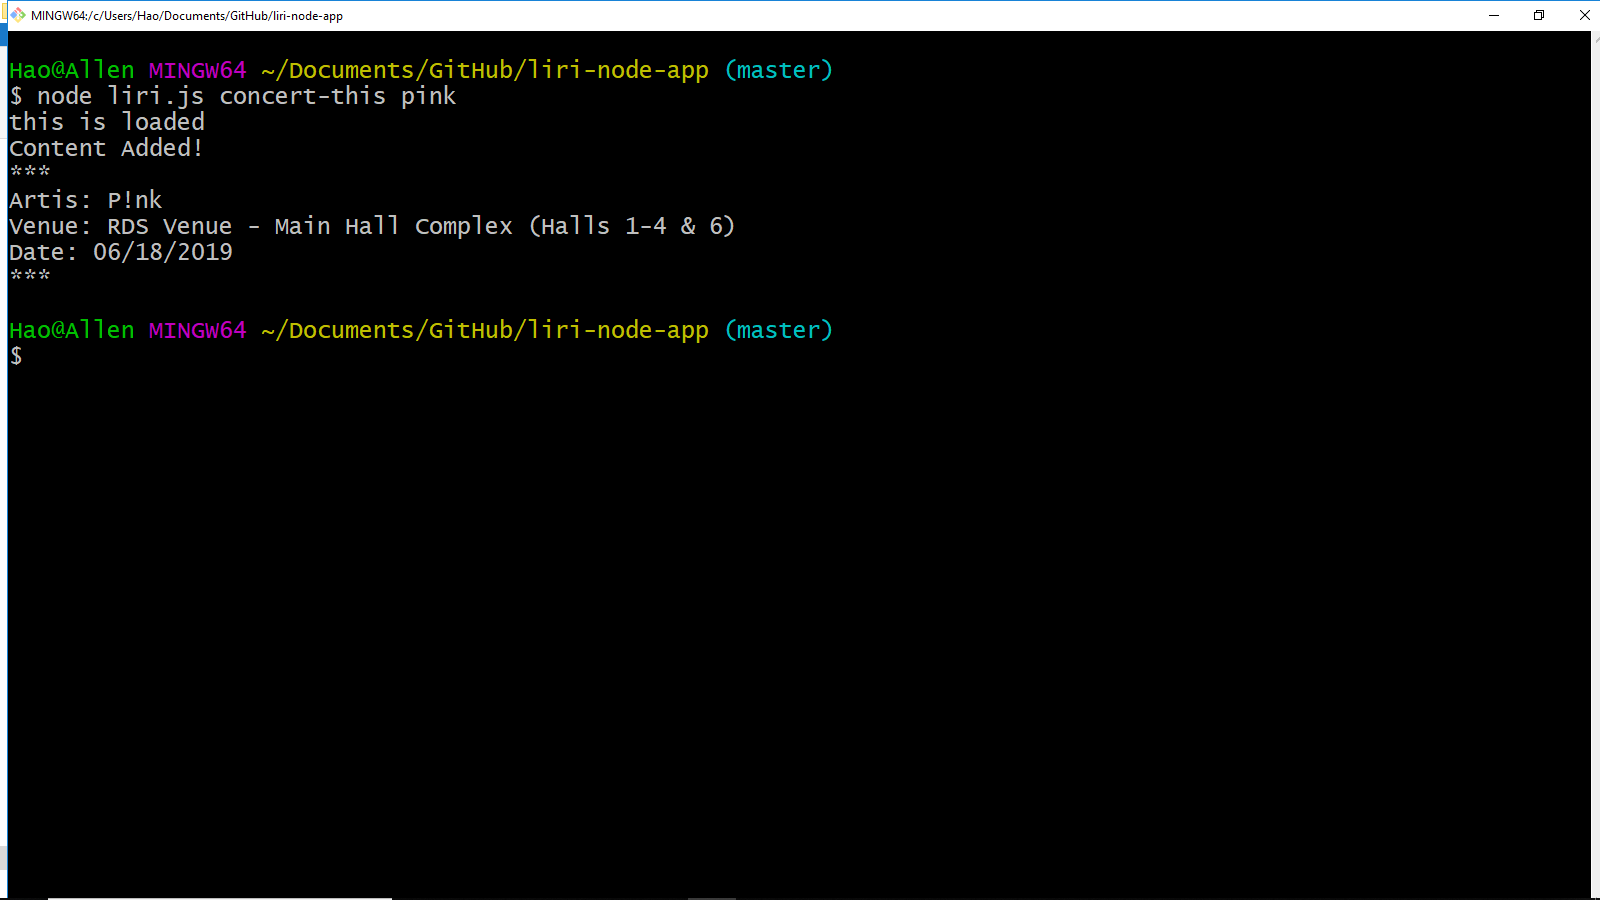 MINGW64:/c/Users/Hao/Documents/GitHub/liri-node-app
Hao@Allen MINGW64 ~/Documents/GitHub/liri-node-app (master)
$ node liri.js concert-this pink
this is loaded
Content Added!
***
Artis: P!nk
Venue: RDS Venue - Main Hall Complex (Halls 1-4 & 6)
Date: 06/18/2019
***
Hao@Allen MINGW64 ~/Documents/GitHub/liri-node-app (master)
$